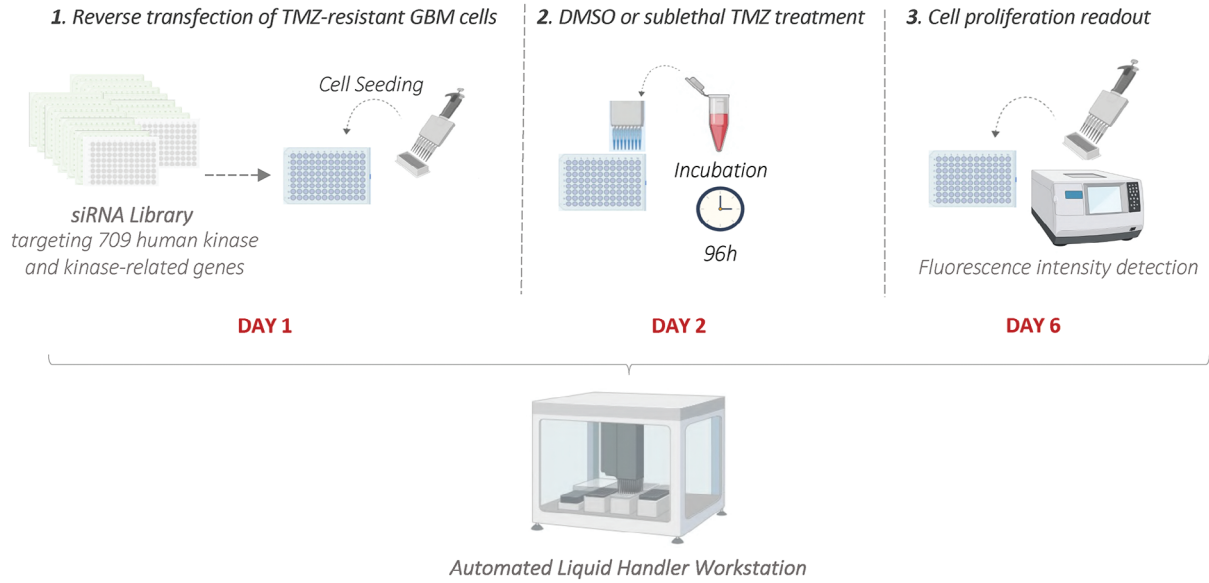 1. Reverse transfection of TMZ-resistant GBM cells
Cell Seeding
siRNA Library
targeting 709 human kinase
and kinase-related genes
DAY 1
2. DMSO or sublethal TMZ treatment
Incubation
96h
DAY 2
3. Cell proliferation readout
Fluorescence intensity detection
DAY 6
Automated Liquid Handler Workstation